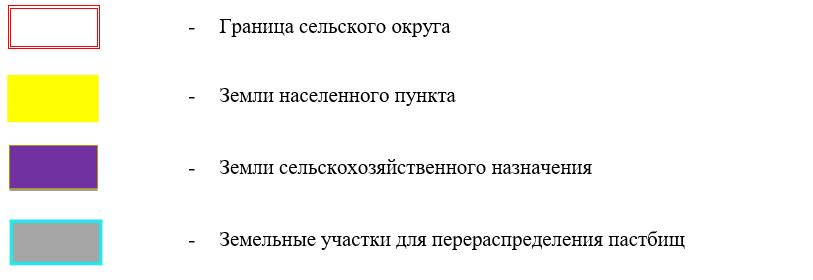 - Граница сельского округа
- Земли населенного пункта
- Земли сельскохозяйственного назначения
- Земельные участки для перераспределения пастбищ